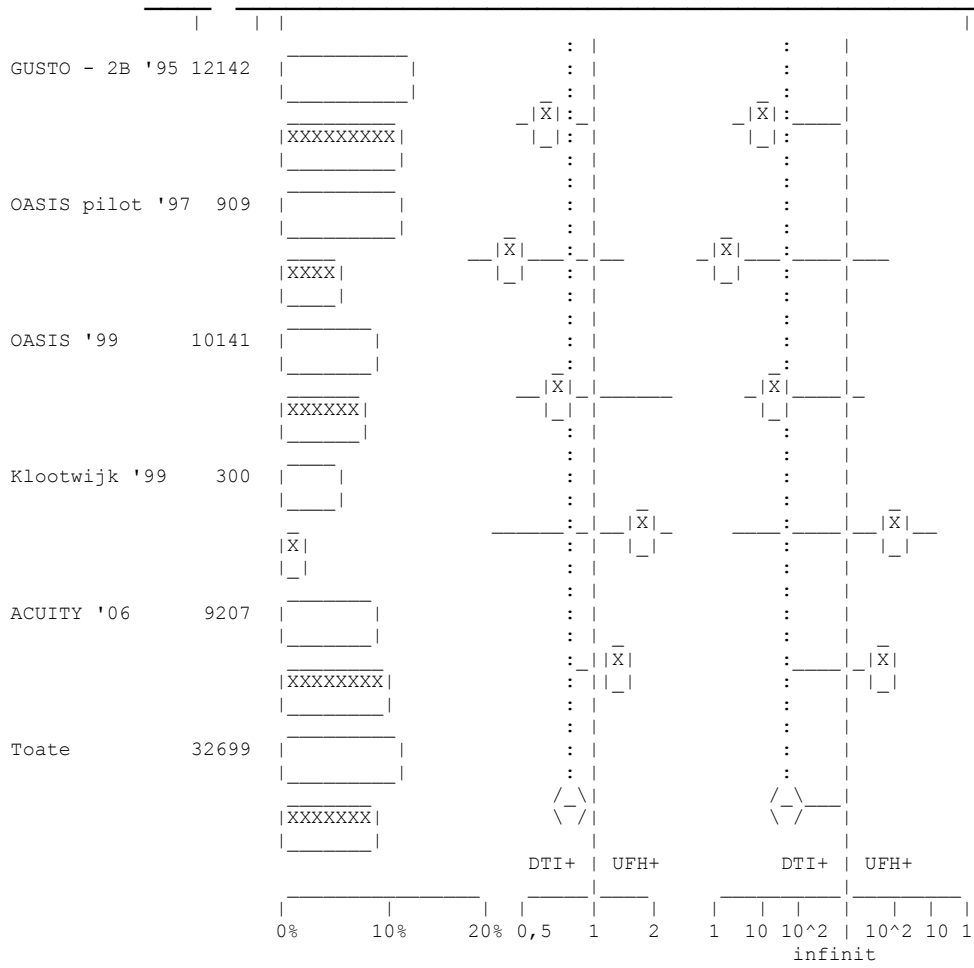 GUSTO - 2B '95 12142
OASIS pilot '97 909
OASIS '99 10141
Klootwijk '99 300
ACUITY '06 9207
Toate 32699
DTI+ | UFH+ DTI+ | UFH+
0% 10% 20% 0,5 1 2 1 10 10^2 | 10^2 10 1
infinit